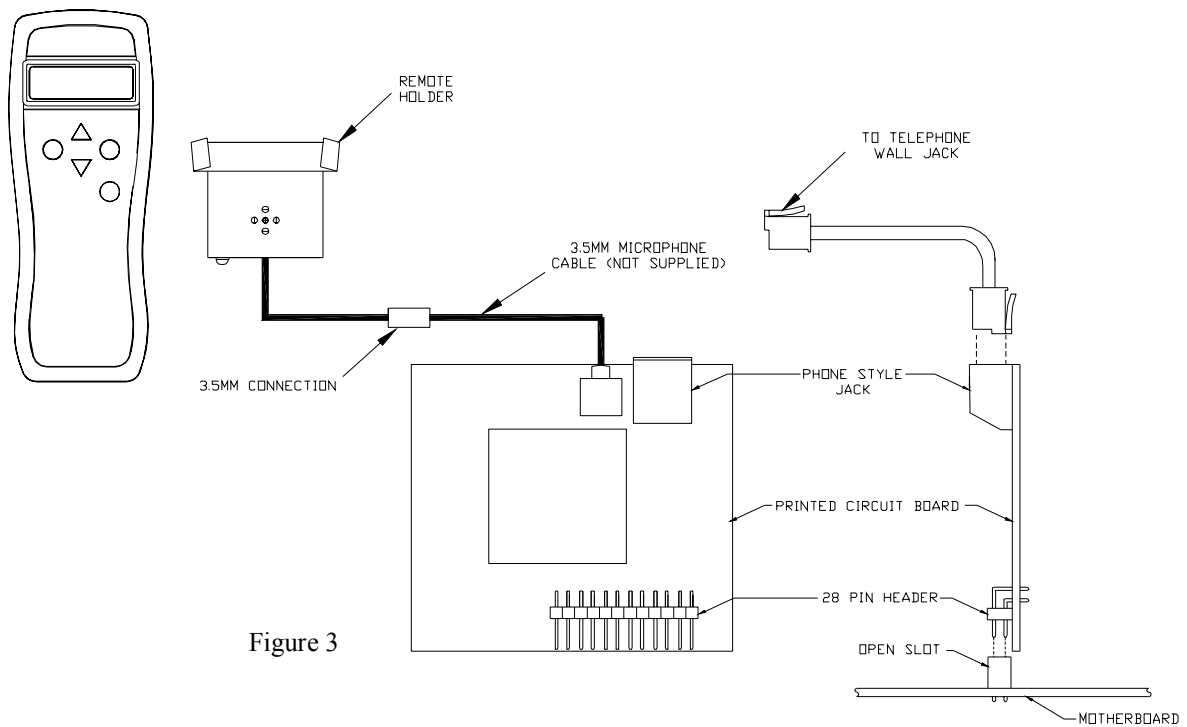 REMOTE
HOLDER
TO TELEPHONE
WALL JACK
3.5MM MICROPHONE
CABLE (NOT SUPPLIED)
3.5MM CONNECTION
PHONE STYLE
JACK
PRINTED CIRCUIT BOARD
28 PIN HEADER
Figure 3
OPEN SLOT
MOTHERBOARD